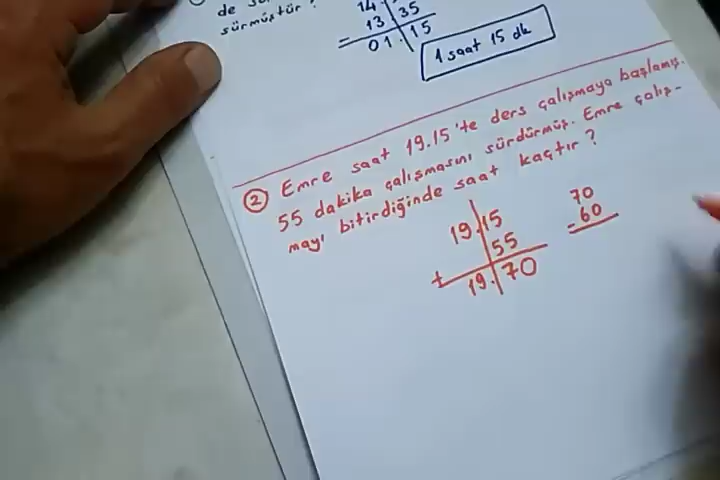 de
sürmüştür?
14
13 35
- 01.15
1 saat 15 dk
2 Emre saat 19.15'te ders çalışmaya başlamış.
55 dakika çalışmasını sürdürmüş. Emre çalış-
mayı bitirdiğinde saat kaçtır?
19.15
55
+
19.70
70
- 60